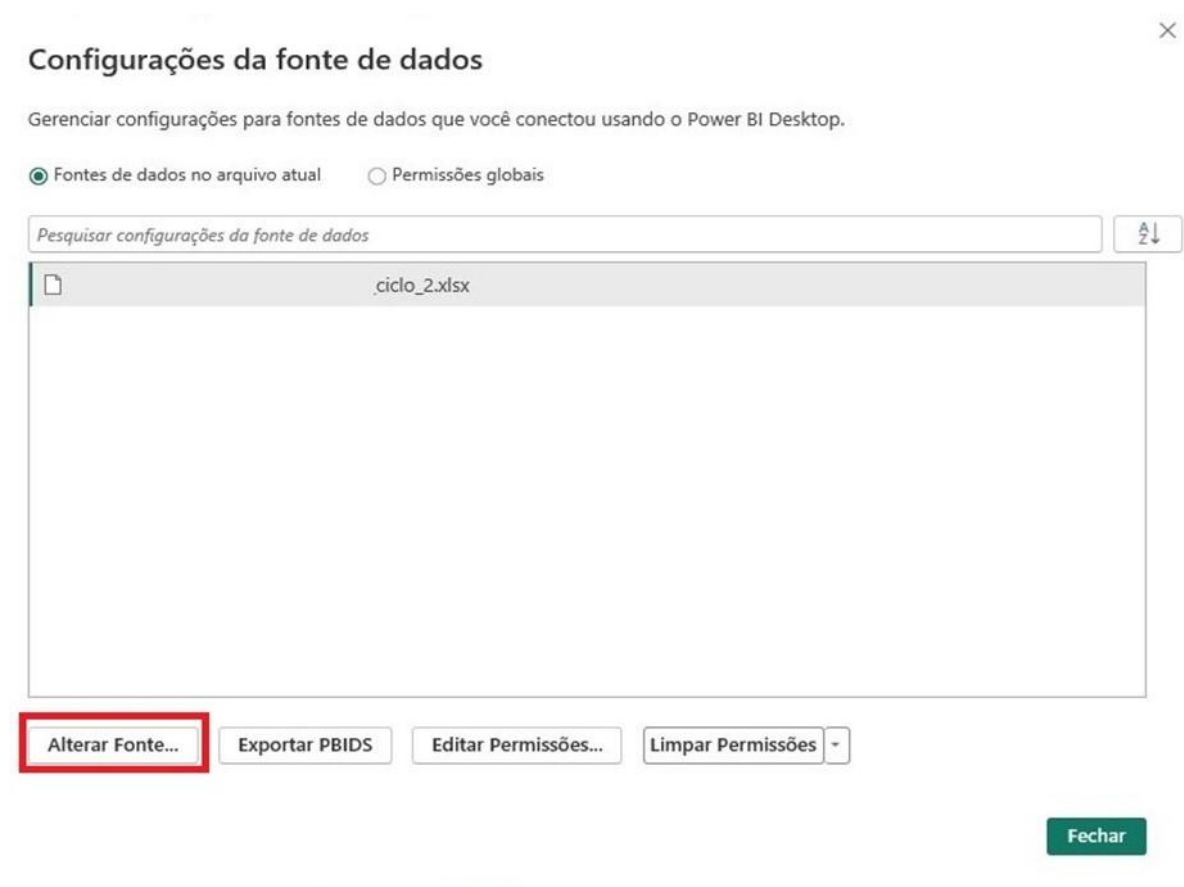 Configurações da fonte de dados
Gerenciar configurações para fontes de dados que você conectou usando o Power BI Desktop.
Fontes de dados no arquivo atual Permissões globais
Pesquisar configurações da fonte de dados
A
Z
_ciclo_2.xlsx
Alterar Fonte... Exportar PBIDS Editar Permissões... Limpar Permissões
Fechar